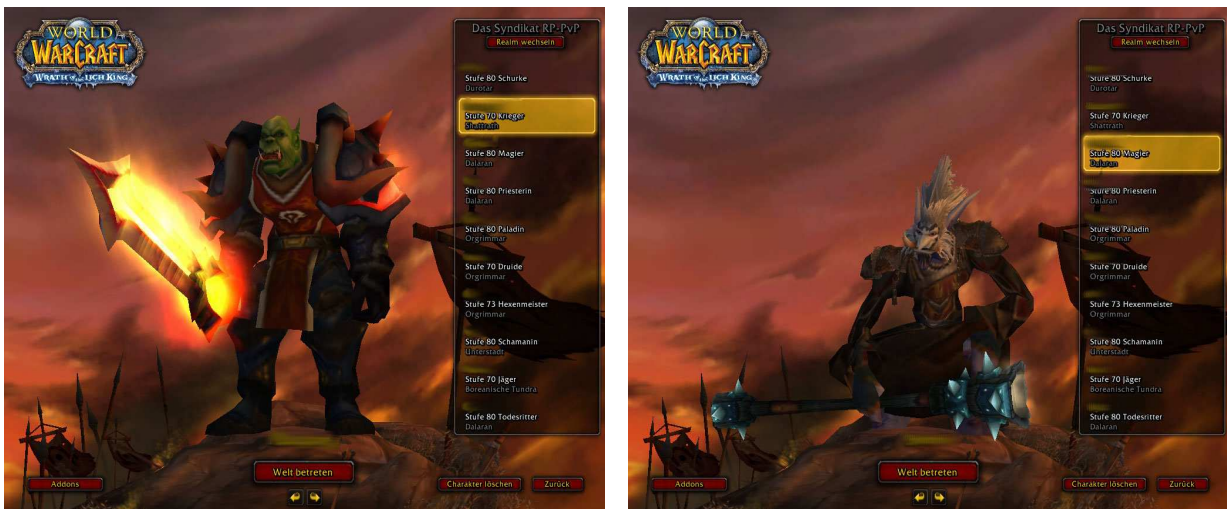 WORLD
WARCRAFT
WRATH OF THE LICH KING
Das Syndikat RP-PvP
Realm wechseln
Stufe 80 Schurke
Durotar
Stufe 70 Krieger
Shattrath
Stufe 80 Magier
Dalaran
Stufe 80 Priesterin
Dalaran
Stufe 80 Paladin
Orgrimmar
Stufe 70 Druide
Orgrimmar
Stufe 73 Hexenmeister
Orgrimmar
Stufe 80 Schamanin
Unterstadt
Stufe 70 Jäger
Boreanische Tundra
Stufe 80 Todesritter
Dalaran
Welt betreten
Addons
Charakter löschen
Zurück
WORLD
WARCRAFT
WRATH OF THE LICH KING
Das Syndikat RP-PvP
Realm wechseln
Stufe 80 Schurke
Durotar
Stufe 70 Krieger
Shattrath
Stufe 80 Magier
Dalaran
Stufe 80 Priesterin
Dalaran
Stufe 80 Paladin
Orgrimmar
Stufe 70 Druide
Orgrimmar
Stufe 73 Hexenmeister
Orgrimmar
Stufe 80 Schamanin
Unterstadt
Stufe 70 Jäger
Boreanische Tundra
Stufe 80 Todesritter
Dalaran
Welt betreten
Addons
Charakter löschen
Zurück